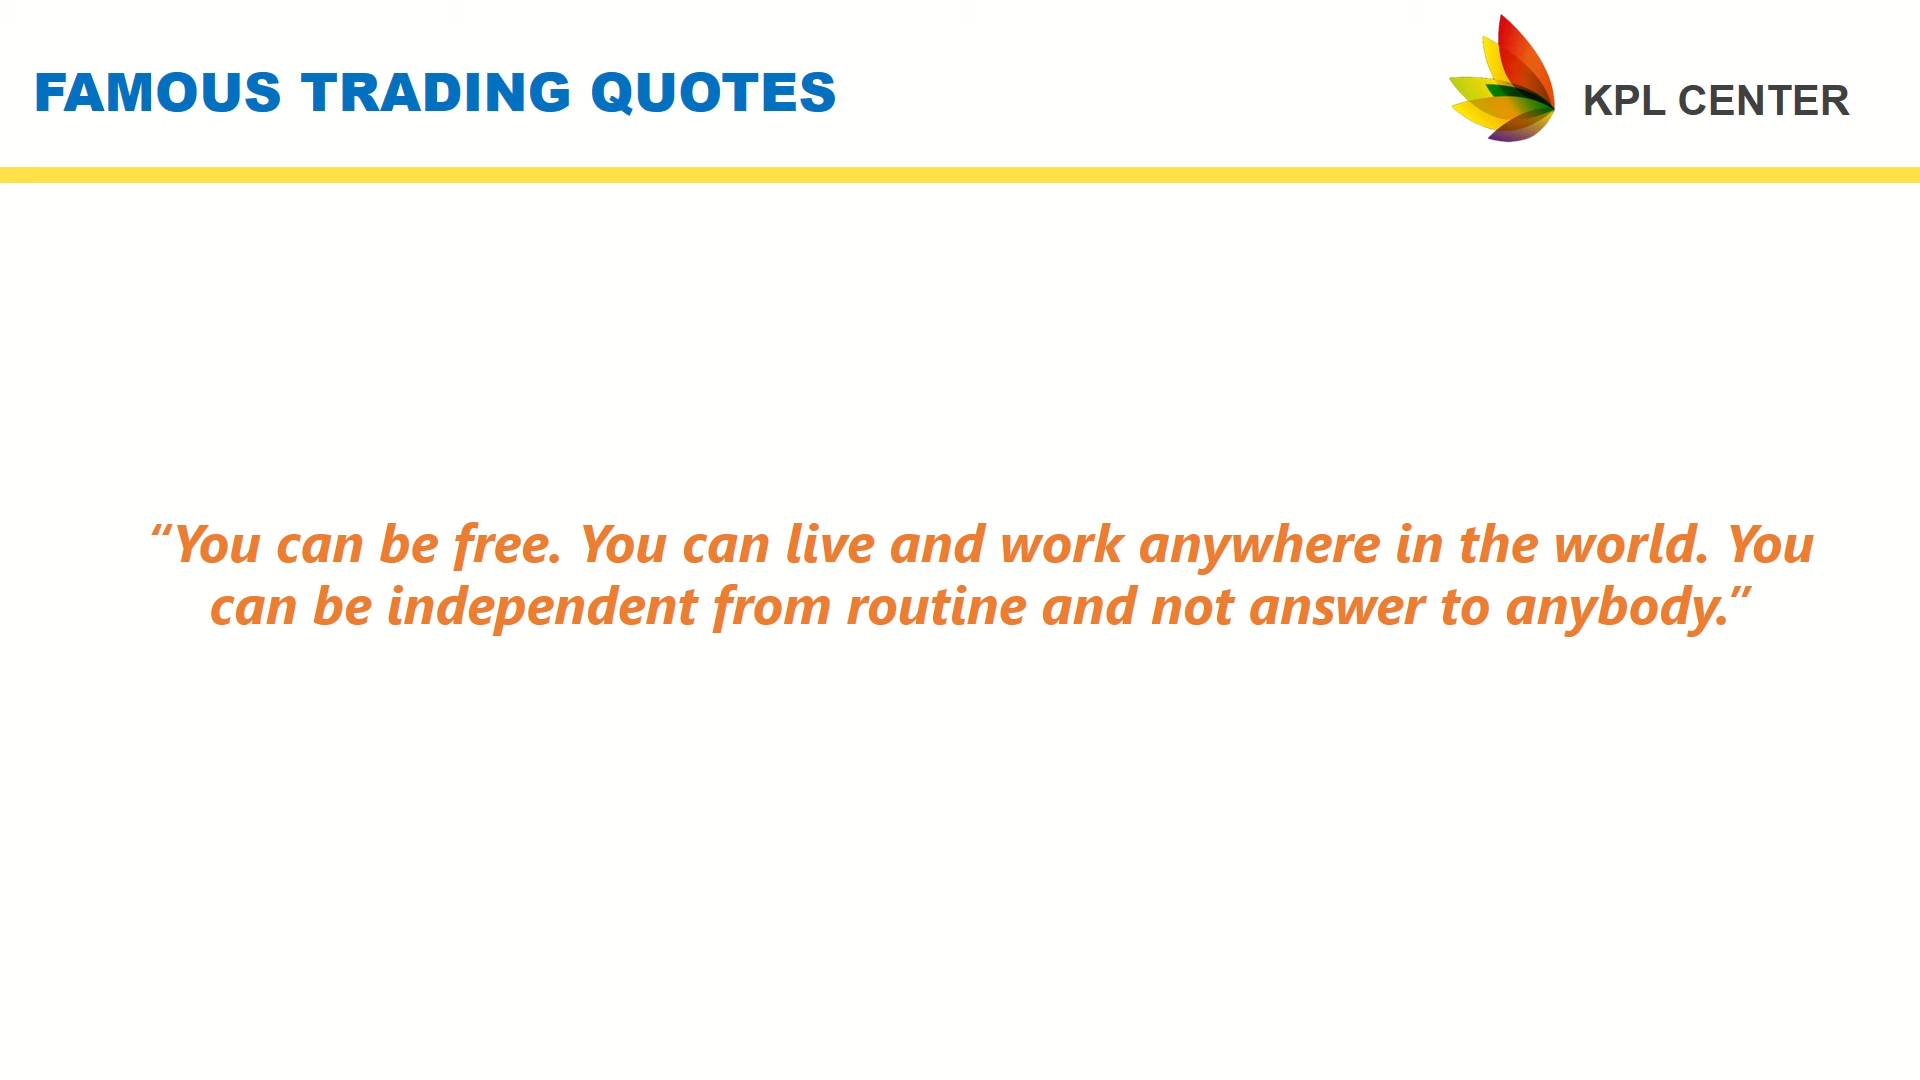 FAMOUS TRADING QUOTES
KPL CENTER
“You can be free. You can live and work anywhere in the world. You
can be independent from routine and not answer to anybody.”